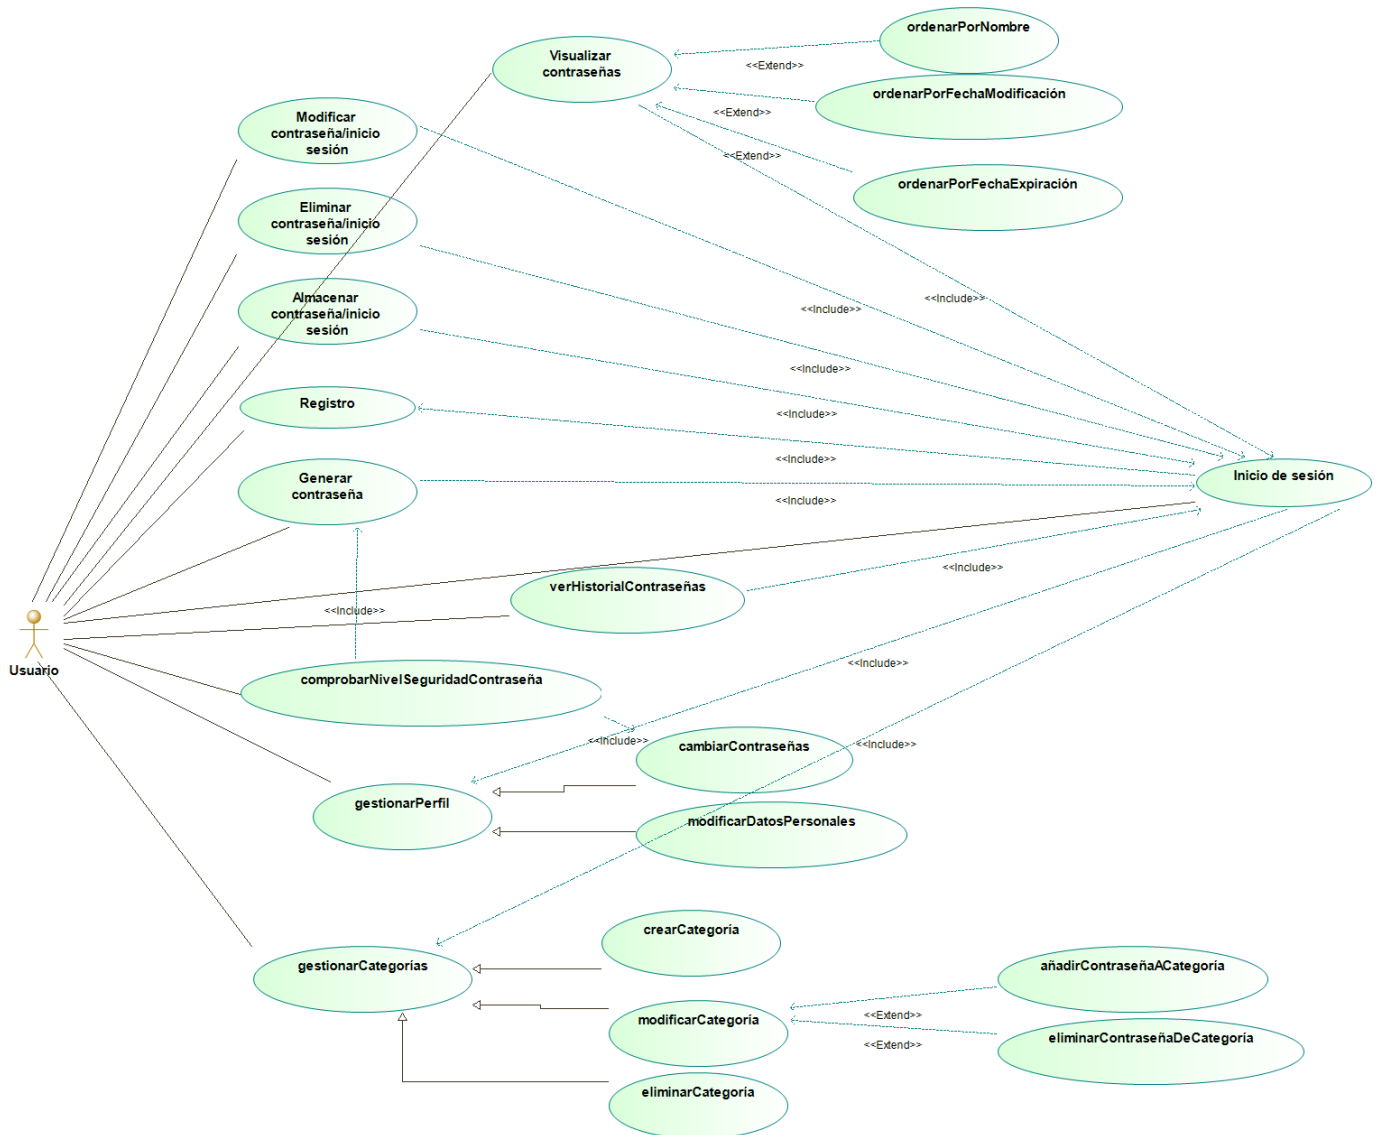 ordenarPorNombre
Visualizar
contraseñas
<<Extend>>
ordenarPorFechaModificación
<<Extend>>
Modificar
contraseña/inicio
sesión
<<Extend>>
ordenarPorFechaExpiración
Eliminar
contraseña/inicio
sesión
Almacenar
contraseña/inicio
sesión
<<Include>>
<<Include>>
<<Include>>
Registro
<<Include>>
<<Include>>
Generar
contraseña
Inicio de sesión
<<Include>>
<<Include>>
verHistorialContraseñas
<<Include>>
Usuario
<<Include>>
comprobarNivelSeguridadContraseña
<<Include>>
cambiarContraseñas
<<Include>>
gestionarPerfil
modificarDatosPersonales
crearCategoría
gestionarCategorías
añadirContraseñaACategoría
modificarCategoría
<<Extend>>
<<Extend>>
eliminarContraseñaDeCategoría
eliminarCategoría